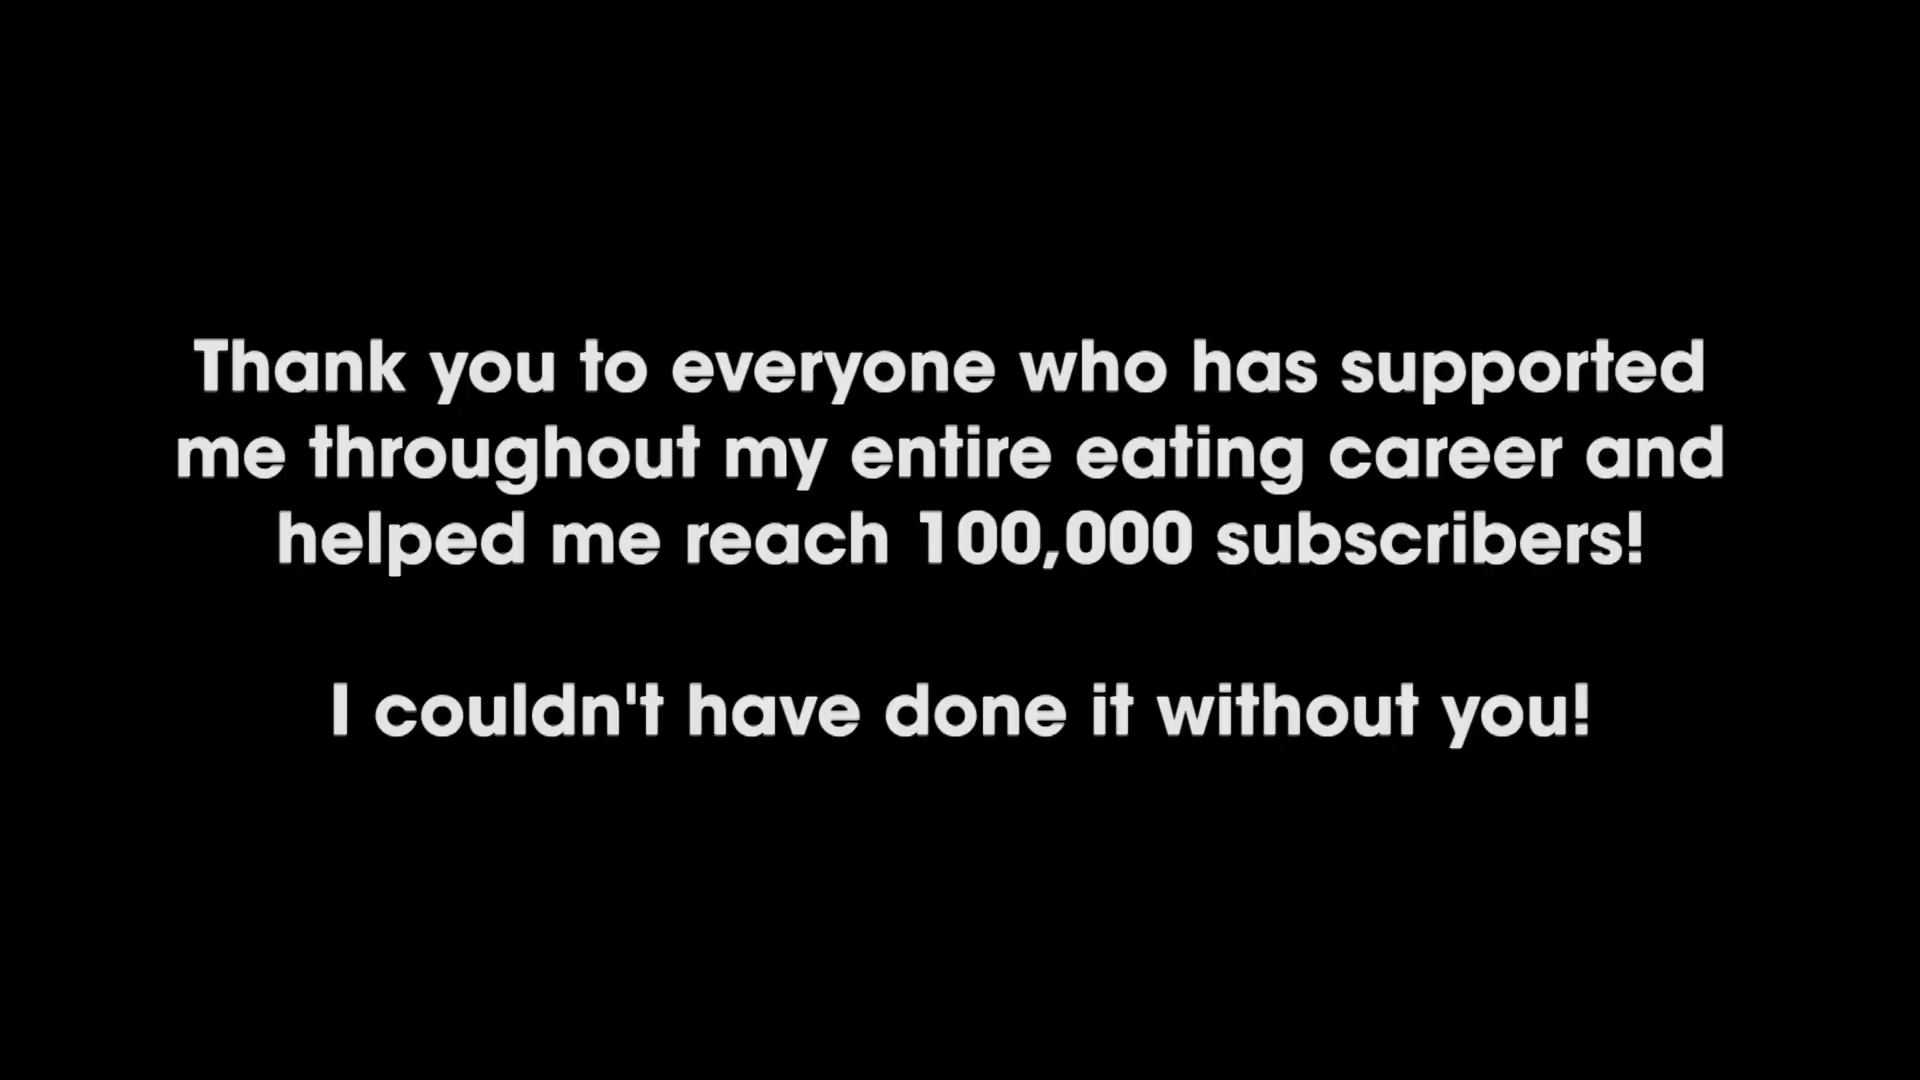 Thank you to everyone who has supported
me throughout my entire eating career and
helped me reach 100,000 subscribers!
I couldn't have done it without you!